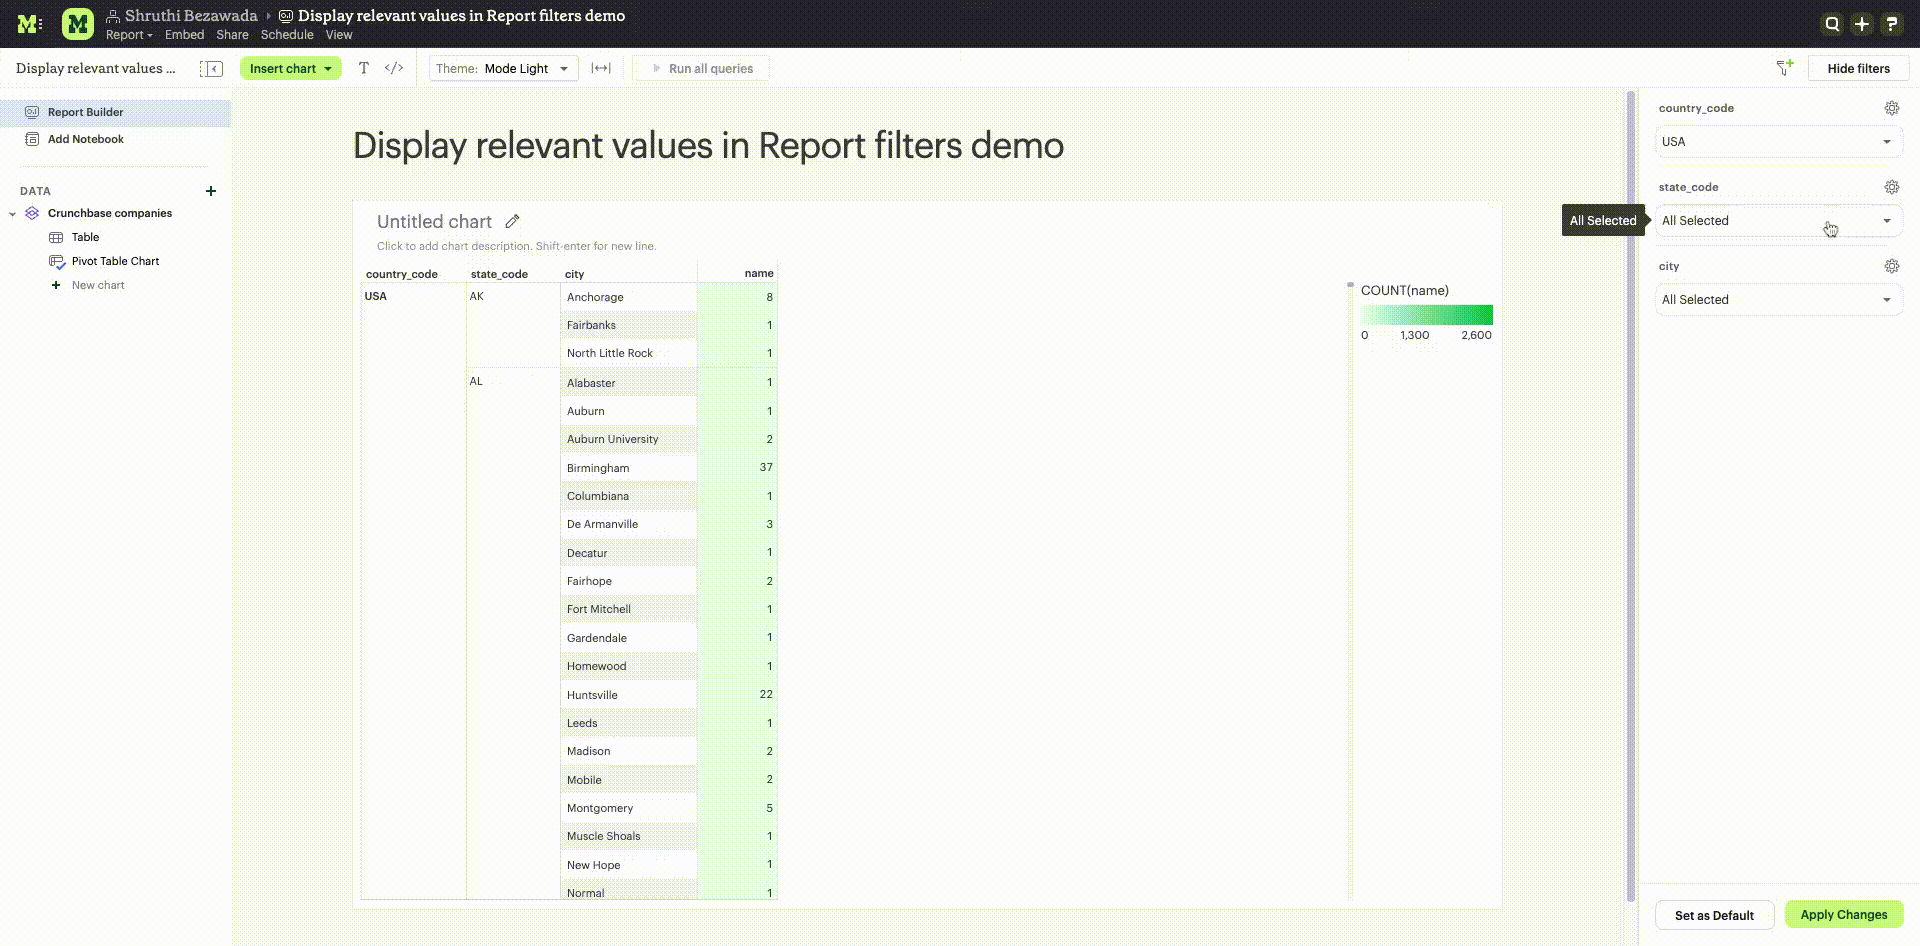 Shruthi Bezawada
Display relevant values in Report filters demo
Report Embed Share Schedule View
Display relevant values ...
Insert chart
T
</>
Theme: Mode Light
Run all queries
Hide filters
Report Builder
Add Notebook
DATA
Crunchbase companies
Table
Pivot Table Chart
New chart
Display relevant values in Report filters demo
Untitled chart
Click to add chart description. Shift-enter for new line.
country_code state_code city name
USA AK Anchorage 8
Fairbanks 1
North Little Rock 1
AL Alabaster 1
Auburn 1
Auburn University 2
Birmingham 37
Columbiana 1
De Armanville 3
Decatur 1
Fairhope 2
Fort Mitchell 1
Gardendale 1
Homewood 1
Huntsville 22
Leeds 1
Madison 2
Mobile 2
Montgomery 5
Muscle Shoals 1
New Hope 1
Normal 1
COUNT(name)
0 1,300 2,600
country_code
USA
state_code
All Selected
All Selected
city
All Selected
Set as Default
Apply Changes